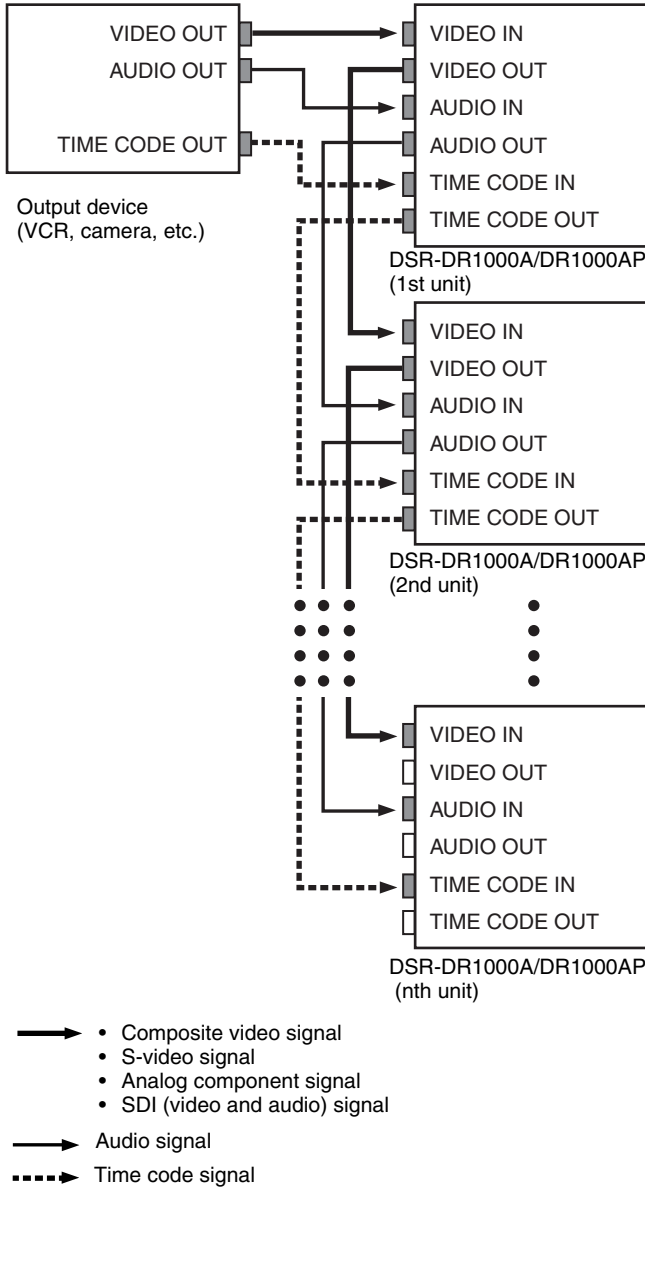 VIDEO OUT
AUDIO OUT
TIME CODE OUT
Output device
(VCR, camera, etc.)
VIDEO IN
VIDEO OUT
AUDIO IN
AUDIO OUT
TIME CODE IN
TIME CODE OUT
DSR-DR1000A/DR1000AP
(1st unit)
VIDEO IN
VIDEO OUT
AUDIO IN
AUDIO OUT
TIME CODE IN
TIME CODE OUT
DSR-DR1000A/DR1000AP
(2nd unit)
VIDEO IN
VIDEO OUT
AUDIO IN
AUDIO OUT
TIME CODE IN
TIME CODE OUT
DSR-DR1000A/DR1000AP
(nth unit)
• Composite video signal
• S-video signal
• Analog component signal
• SDI (video and audio) signal
Audio signal
Time code signal